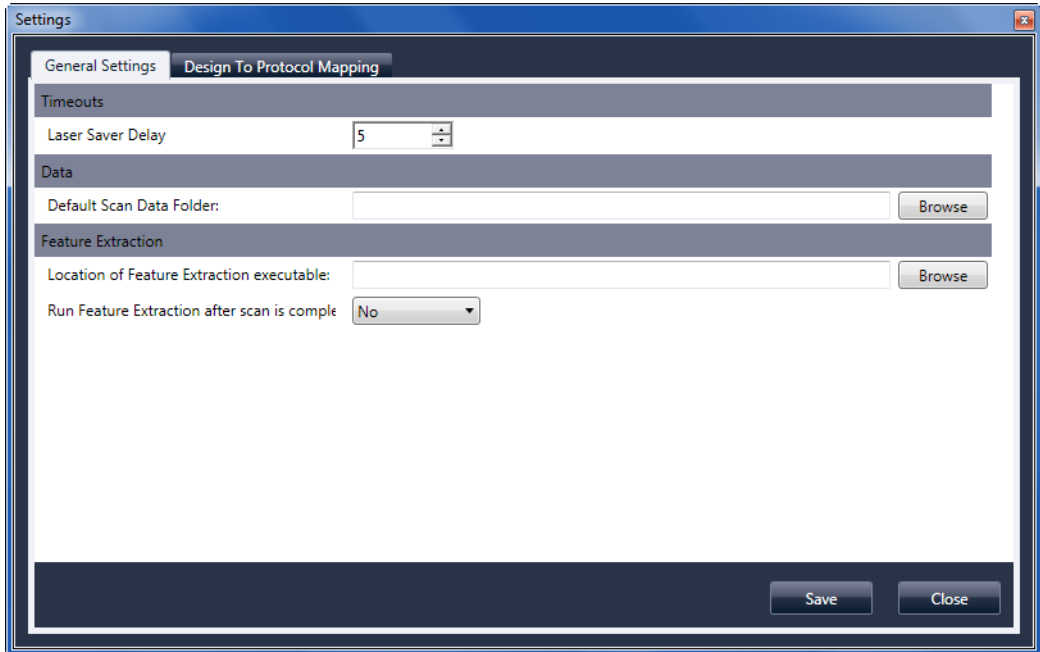 Settings
General Settings Design To Protocol Mapping
Timeouts
Laser Saver Delay 5
Data
Default Scan Data Folder: Browse
Feature Extraction
Location of Feature Extraction executable: Browse
Run Feature Extraction after scan is comple No
Save Close